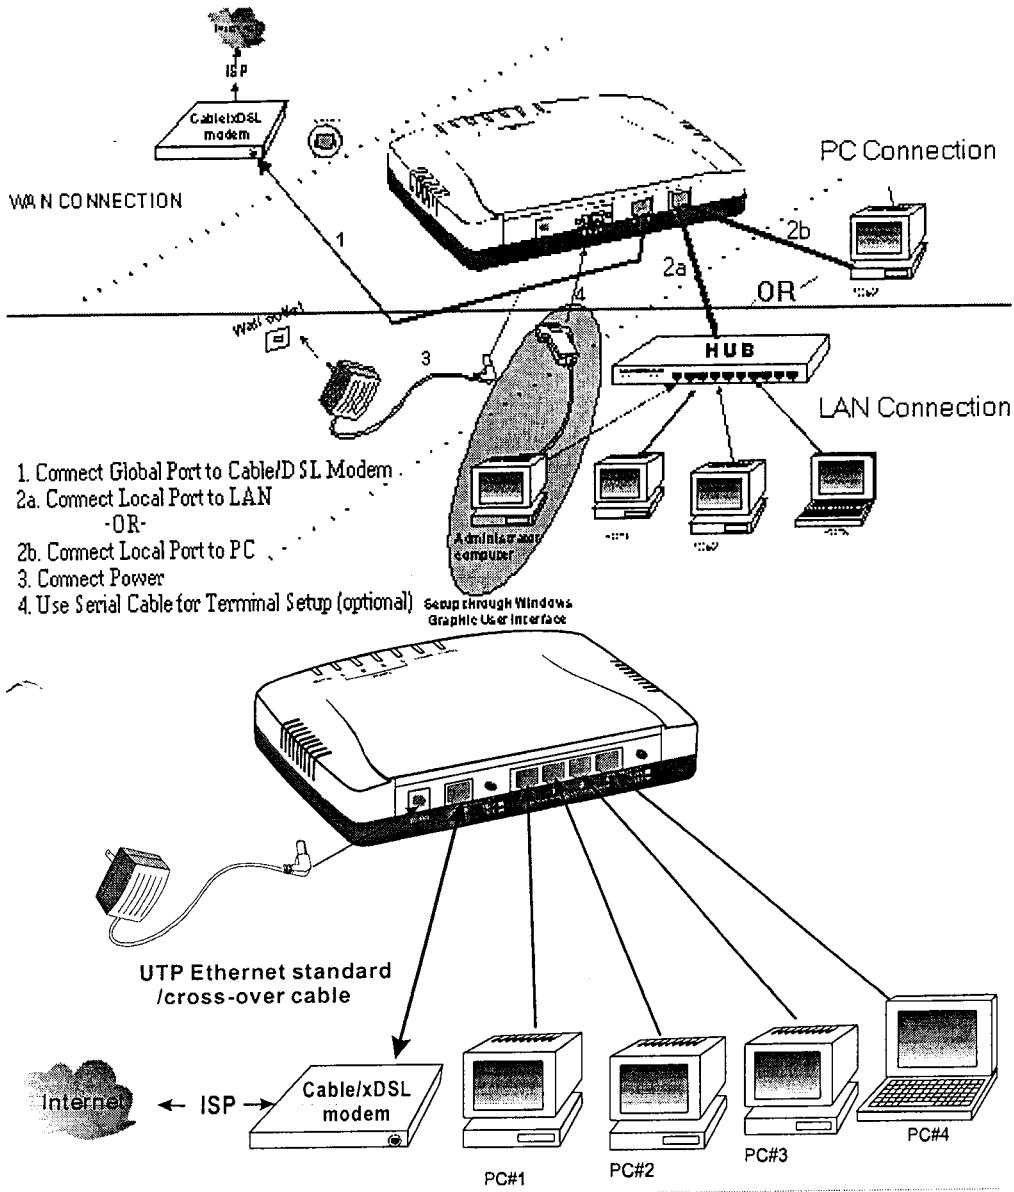 Internet
ISP
Cable/xDSL
modem
PC Connection
WAN CONNECTION
1
2a
2b
OR
4
Wall outlet
3
HUB
LAN Connection
1. Connect Global Port to Cable/DSL Modem
2a. Connect Local Port to LAN
-OR-
2b. Connect Local Port to PC
3. Connect Power
4. Use Serial Cable for Terminal Setup (optional)
Administrator
computer
Setup through Windows
Graphic User Interface
UTP Ethernet standard
/cross-over cable
Internet
ISP
Cable/xDSL
modem
PC#1
PC#2
PC#3
PC#4